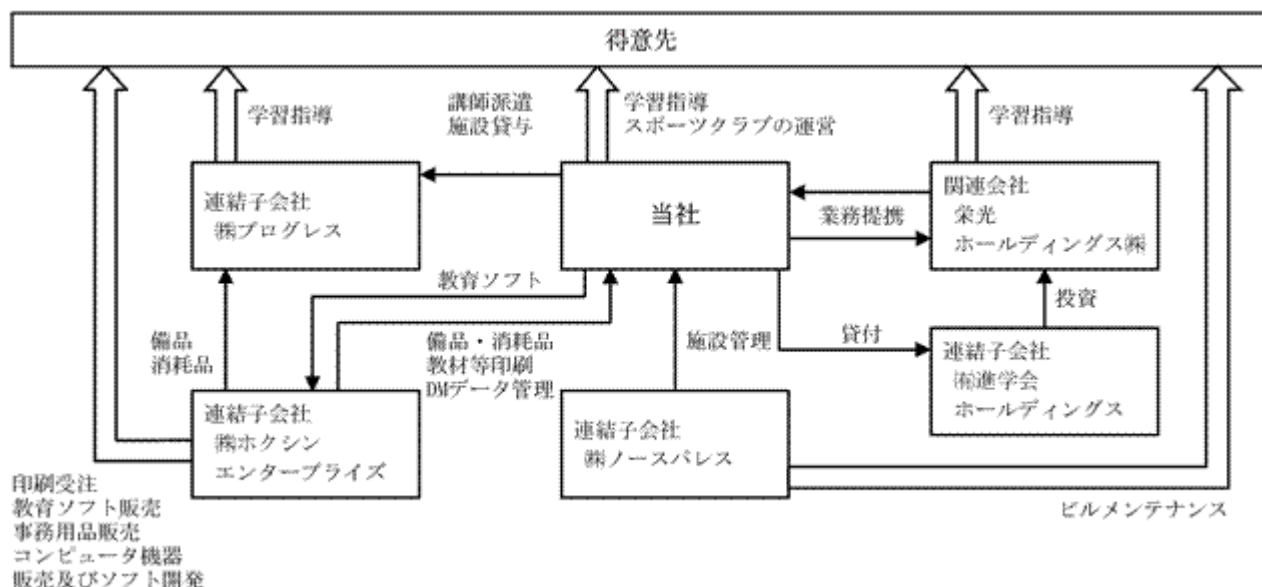 得意先
学習指導
講師派遣
施設貸与
学習指導
スポーツクラブの運営
学習指導
連結子会社
㈱プログレス
当社
関連会社
栄光
ホールディングス㈱
業務提携
教育ソフト
投資
備品
消耗品
備品・消耗品
教材等印刷
DMデータ管理
施設管理
貸付
連結子会社
㈲進学会
ホールディングス
連結子会社
㈱ホクシン
エンタープライズ
連結子会社
㈱ノースパレス
印刷受注
教育ソフト販売
事務用品販売
コンピュータ機器
販売及びソフト開発
ビルメンテナンス